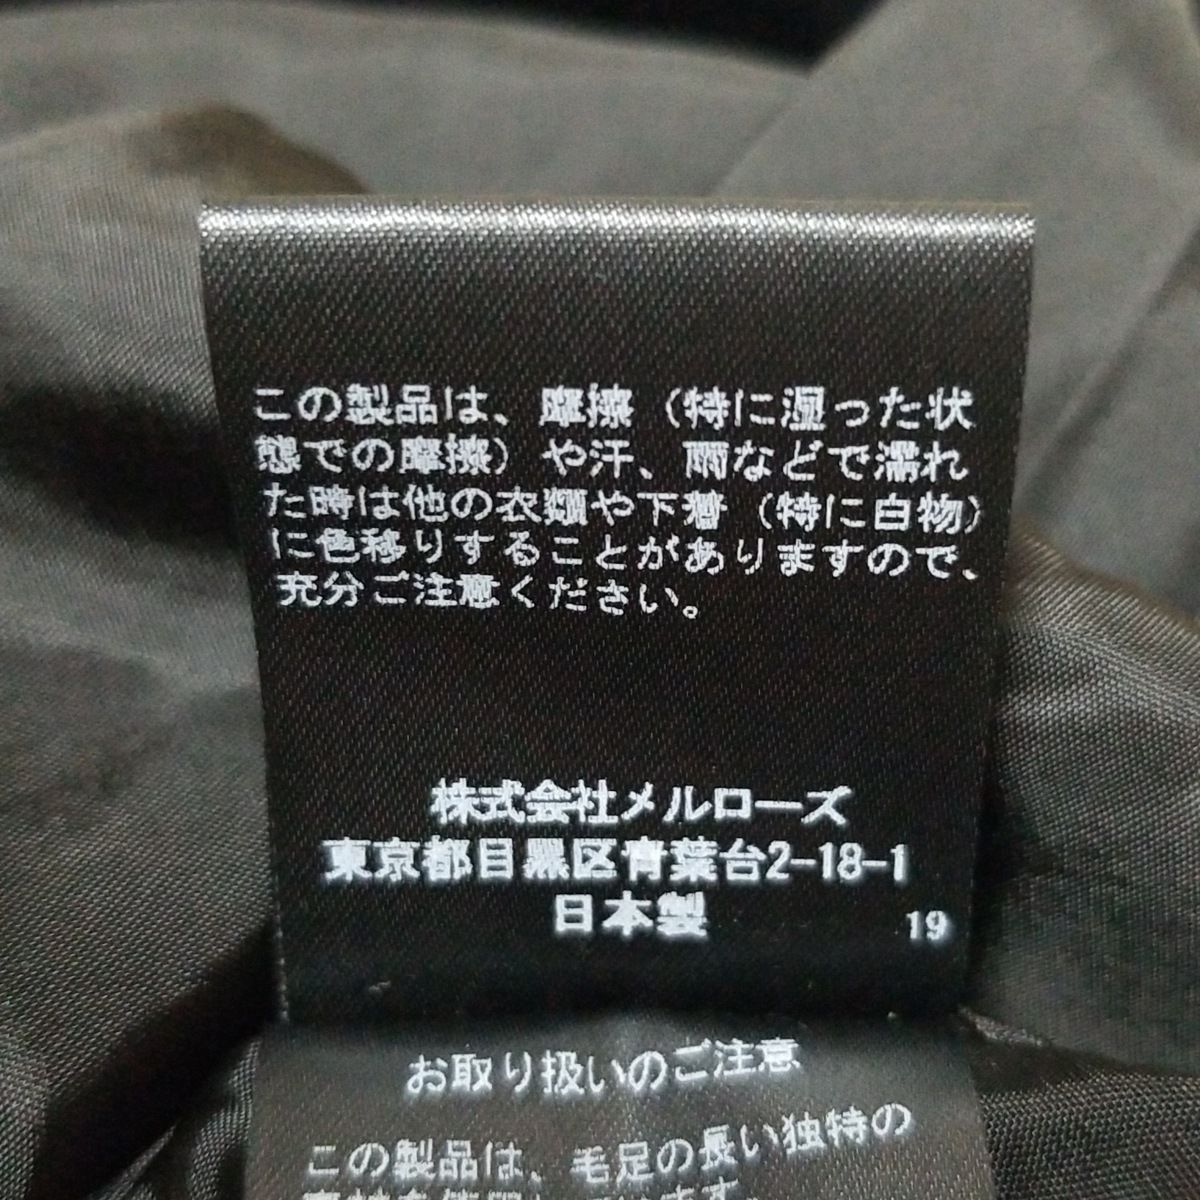 この製品は、摩擦（特に湿った状
態での摩擦）や汗、雨などで濡れ
た時は他の衣類や下着（特に白物）
に色移りすることがありますので、
充分ご注意ください。
株式会社メルローズ
東京都目黒区青葉台2-18-1
日本製
19
お取り扱いのご注意
この製品は、毛足の長い独特の